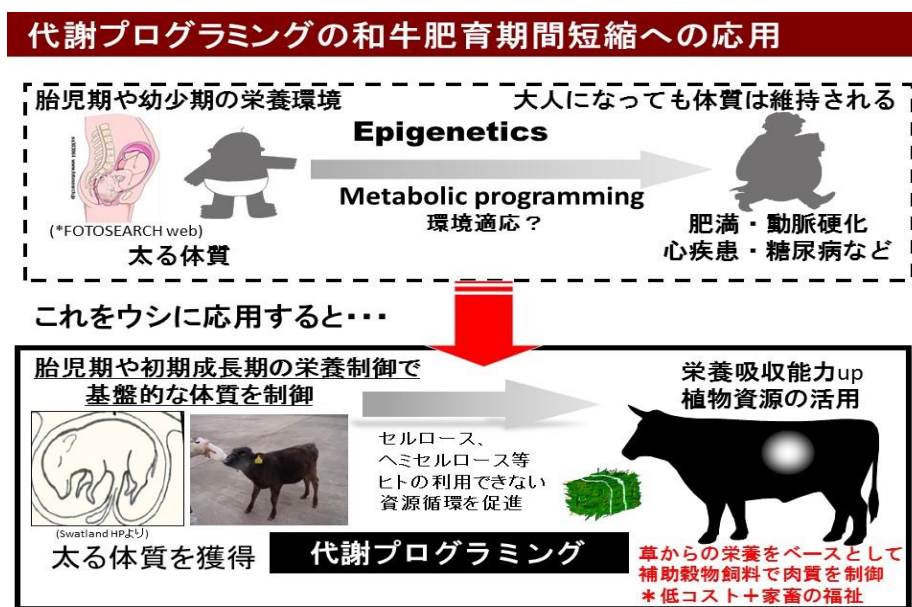 代謝プログラミングの和牛肥育期間短縮への応用
胎児期や幼少期の栄養環境
大人になっても体質は維持される
Epigenetics
Metabolic programming
環境適応？
(*FOTOSEARCH web)
太る体質
肥満・動脈硬化
心疾患・糖尿病など
これをウシに応用すると・・・
胎児期や初期成長期の栄養制御で
基盤的な体質を制御
栄養吸収能力up
植物資源の活用
セルロース、
ヘミセルロース等
ヒトの利用できない
資源循環を促進
(Swatland HPより)
太る体質を獲得
代謝プログラミング
草からの栄養をベースとして
補助穀物飼料で肉質を制御
＊低コスト＋家畜の福祉